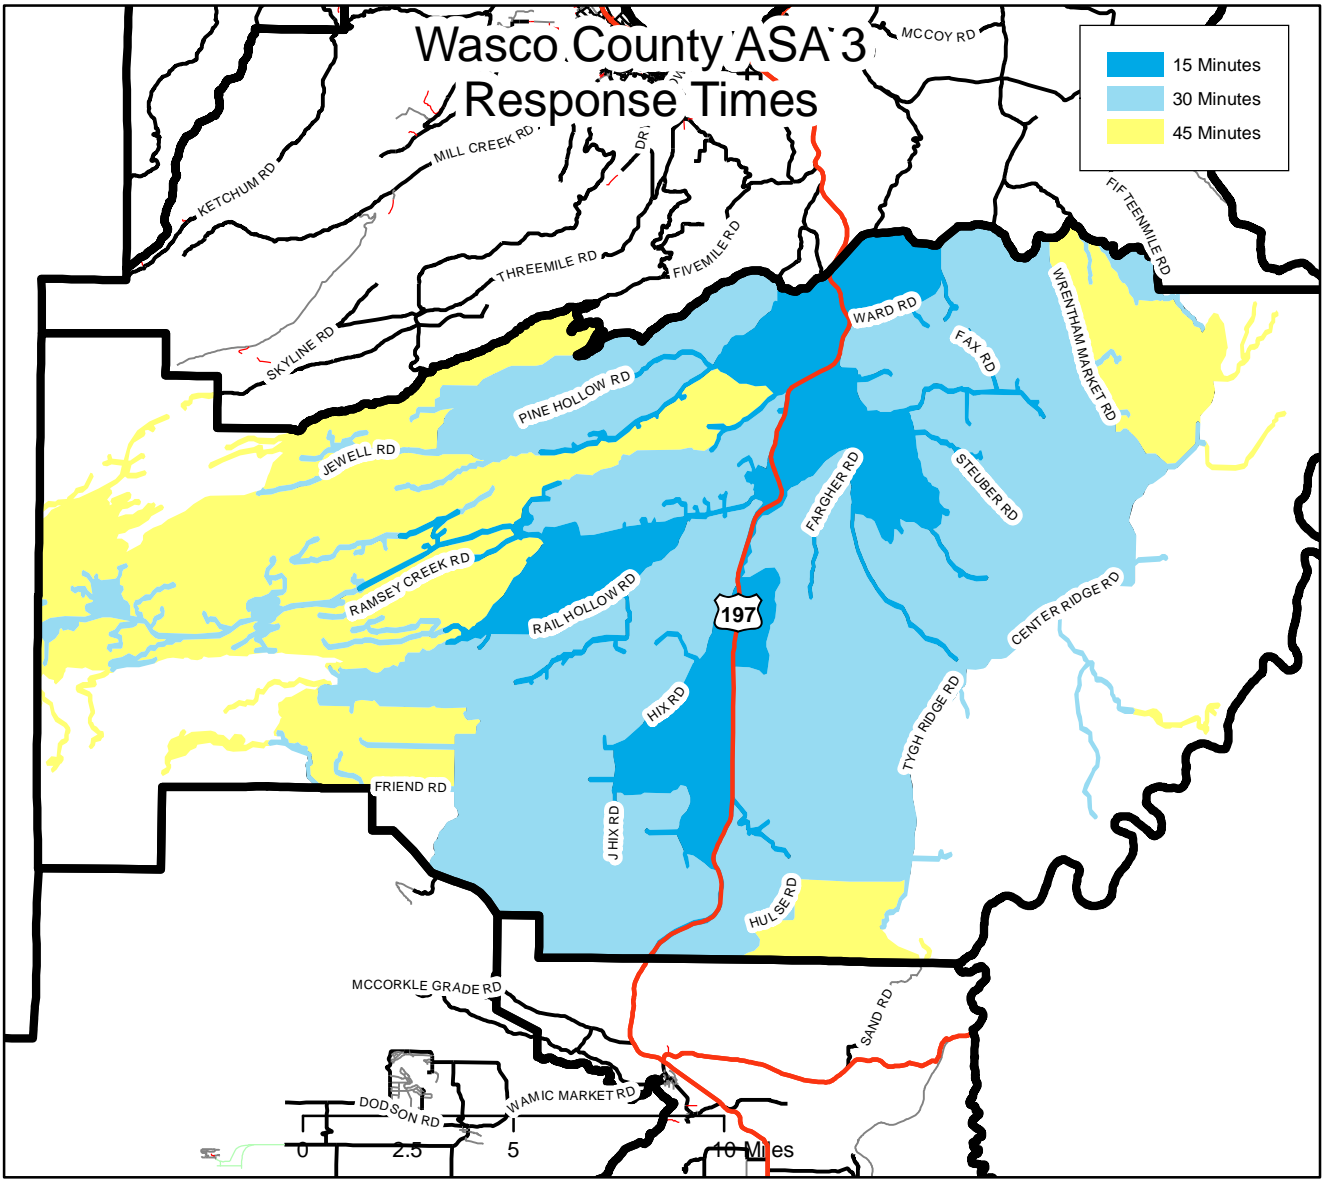 Wasco County ASA 3
Response Times
15 Minutes
30 Minutes
45 Minutes
MCCOY RD
MILL CREEK RD
DRY
KETCHUM RD
FIFTEENMILE RD
THREEMILE RD
FIVEMILE RD
SKYLINE RD
WARD RD
WRENTHAM MARKET RD
FAX RD
PINE HOLLOW RD
JEWELL RD
FARGHER RD
STEUBER RD
RAMSEY CREEK RD
RAIL HOLLOW RD
197
CENTER RIDGE RD
HIX RD
TYGH RIDGE RD
FRIEND RD
J HIX RD
HULSE RD
MCCORKLE GRADE RD
SAND RD
WAMIC MARKET RD
DODSON RD
0 2.5 5 10 Miles